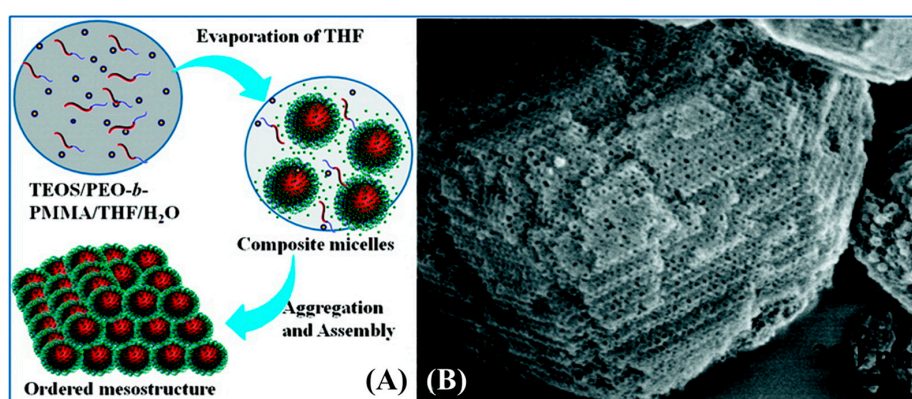 Evaporation of THF
TEOS/PEO-b-
PMMA/THF/H₂O
Composite micelles
Aggregation
and Assembly
Ordered mesostructure
(A)
(B)